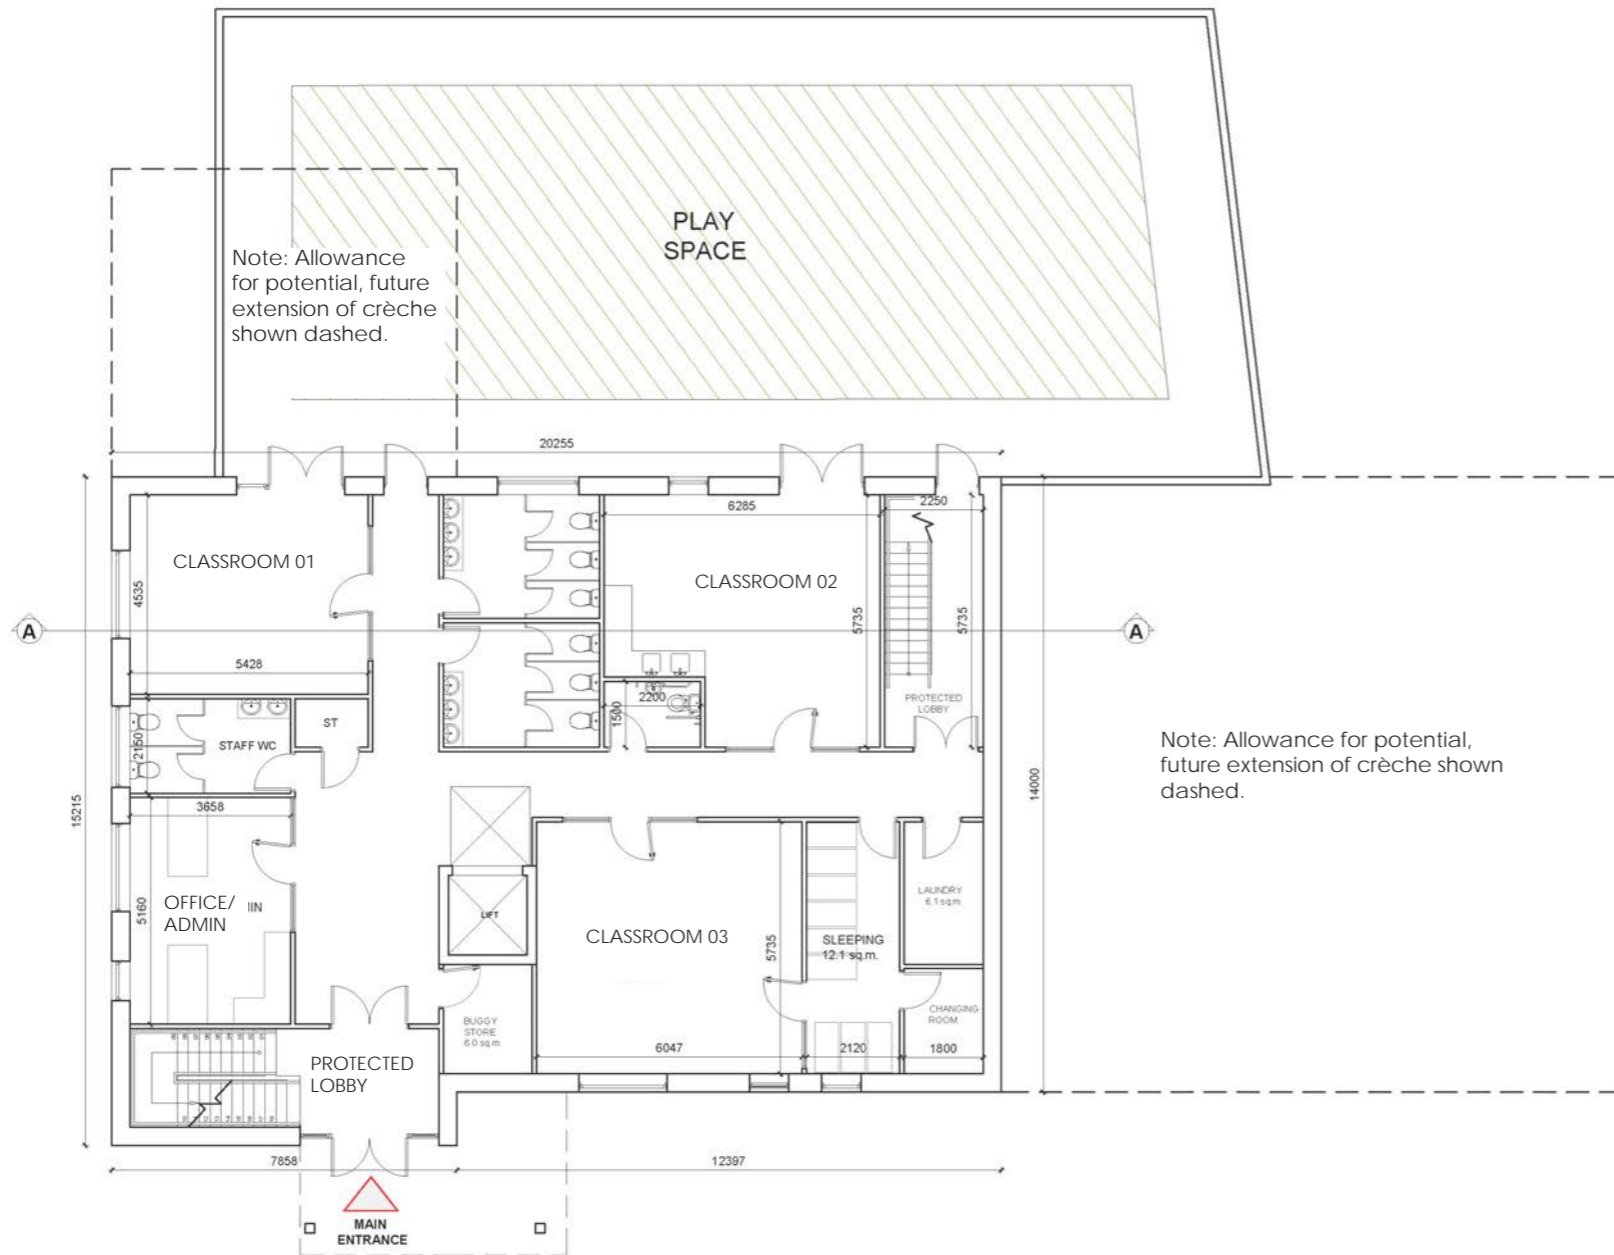 PLAY
SPACE
Note: Allowance
for potential, future
extension of crèche
shown dashed.
20255
2250
6285
CLASSROOM 01
CLASSROOM 02
4535
5735
5735
A
A
5428
PROTECTED
LOBBY
2200
1500
ST
STAFF WC
2150
Note: Allowance for potential,
future extension of crèche shown
dashed.
15215
14000
3658
OFFICE/
ADMIN
IIN
5160
LIFT
CLASSROOM 03
5735
SLEEPING
12.1 sq.m.
LAUNDRY
6.1 sq.m
CHANGING
ROOM
BUGGY
STORE
6.0 sq.m.
6047
2120
1800
PROTECTED
LOBBY
7858
12397
MAIN
ENTRANCE